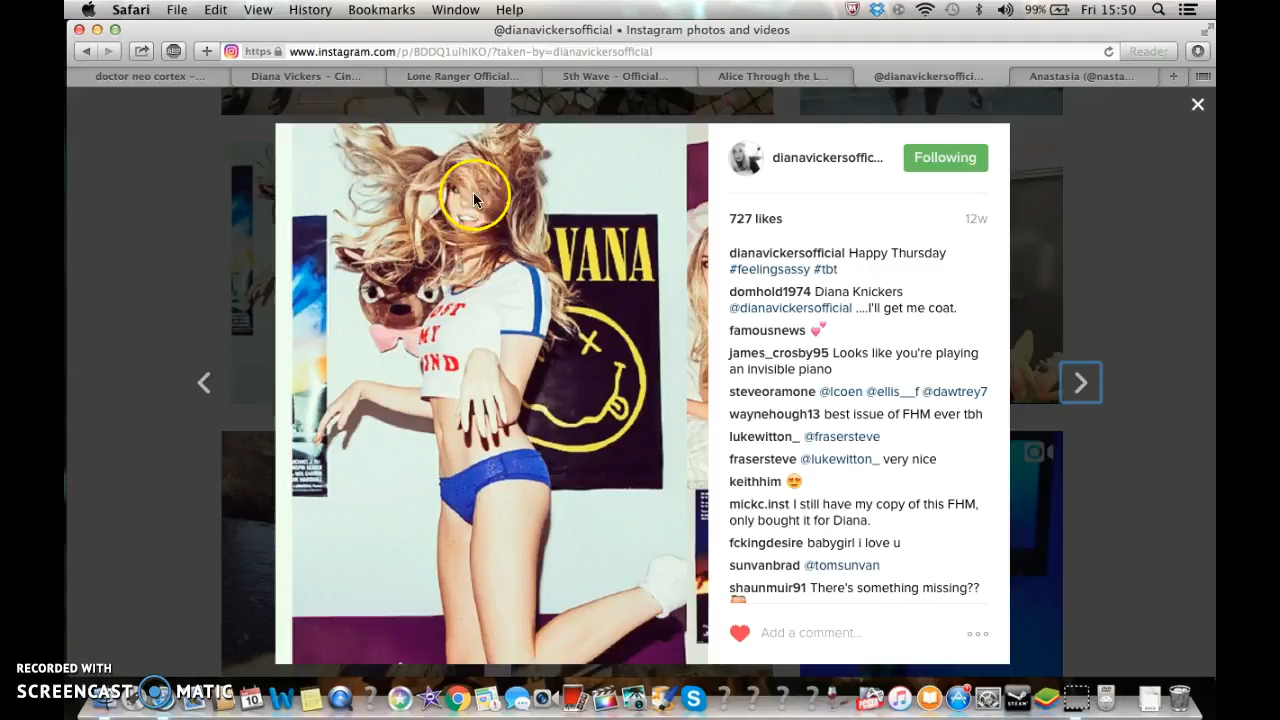 Safari File Edit View History Bookmarks Window Help 99% Fri 15:50
@dianavickersofficial • Instagram photos and videos
https www.instagram.com/p/BDDQ1ulhIKO/?taken-by=dianavickersofficial Reader
doctor neo cortex –... Diana Vickers – Cin... Lone Ranger Official... 5th Wave – Official... Alice Through the L... @dianavickersoffici... Anastasia (@nasta...
dianavickersoffic... Following
727 likes 12w
dianavickersofficial Happy Thursday
#feelingsassy #tbt
domhold1974 Diana Knickers
@dianavickersofficial ....I'll get me coat.
famousnews
james_crosby95 Looks like you're playing
an invisible piano
steveoramone @lcoen @ellis__f @dawtrey7
waynehough13 best issue of FHM ever tbh
lukewitton_ @frasersteve
frasersteve @lukewitton_ very nice
keithhim
mickc.inst I still have my copy of this FHM,
only bought it for Diana.
fckingdesire babygirl i love u
sunvanbrad @tomsunvan
shaunmuir91 There's something missing??
Add a comment...
VANA
MY
RECORDED WITH
SCREENCAST MATIC
10
STEAM